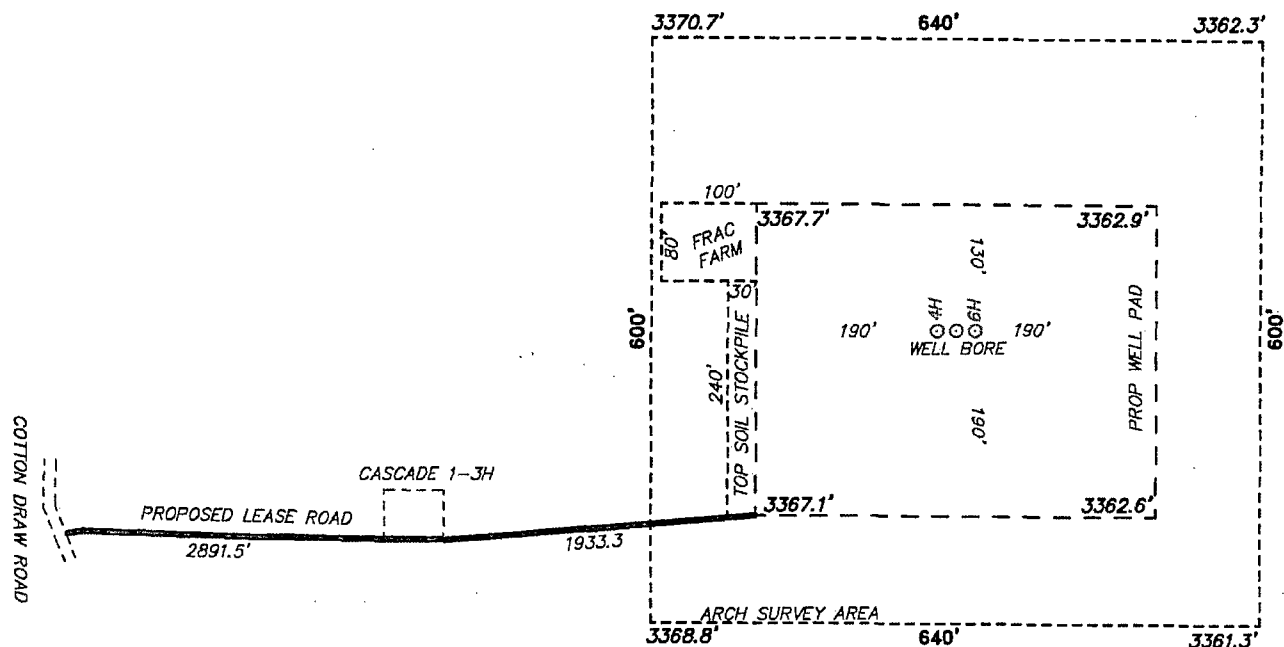 3370.7' 640' 3362.3'
100'
3367.7' 3362.9'
80'
FRAC
FARM
130'
30'
4H
6H
600'
190' 190'
WELL BORE
600'
PROP WELL PAD
TOP SOIL STOCKPILE
240'
190'
COTTON DRAW ROAD
CASCADE 1-3H
3367.1' 3362.6'
PROPOSED LEASE ROAD
2891.5'
1933.3
ARCH SURVEY AREA
3368.8' 640' 3361.3'